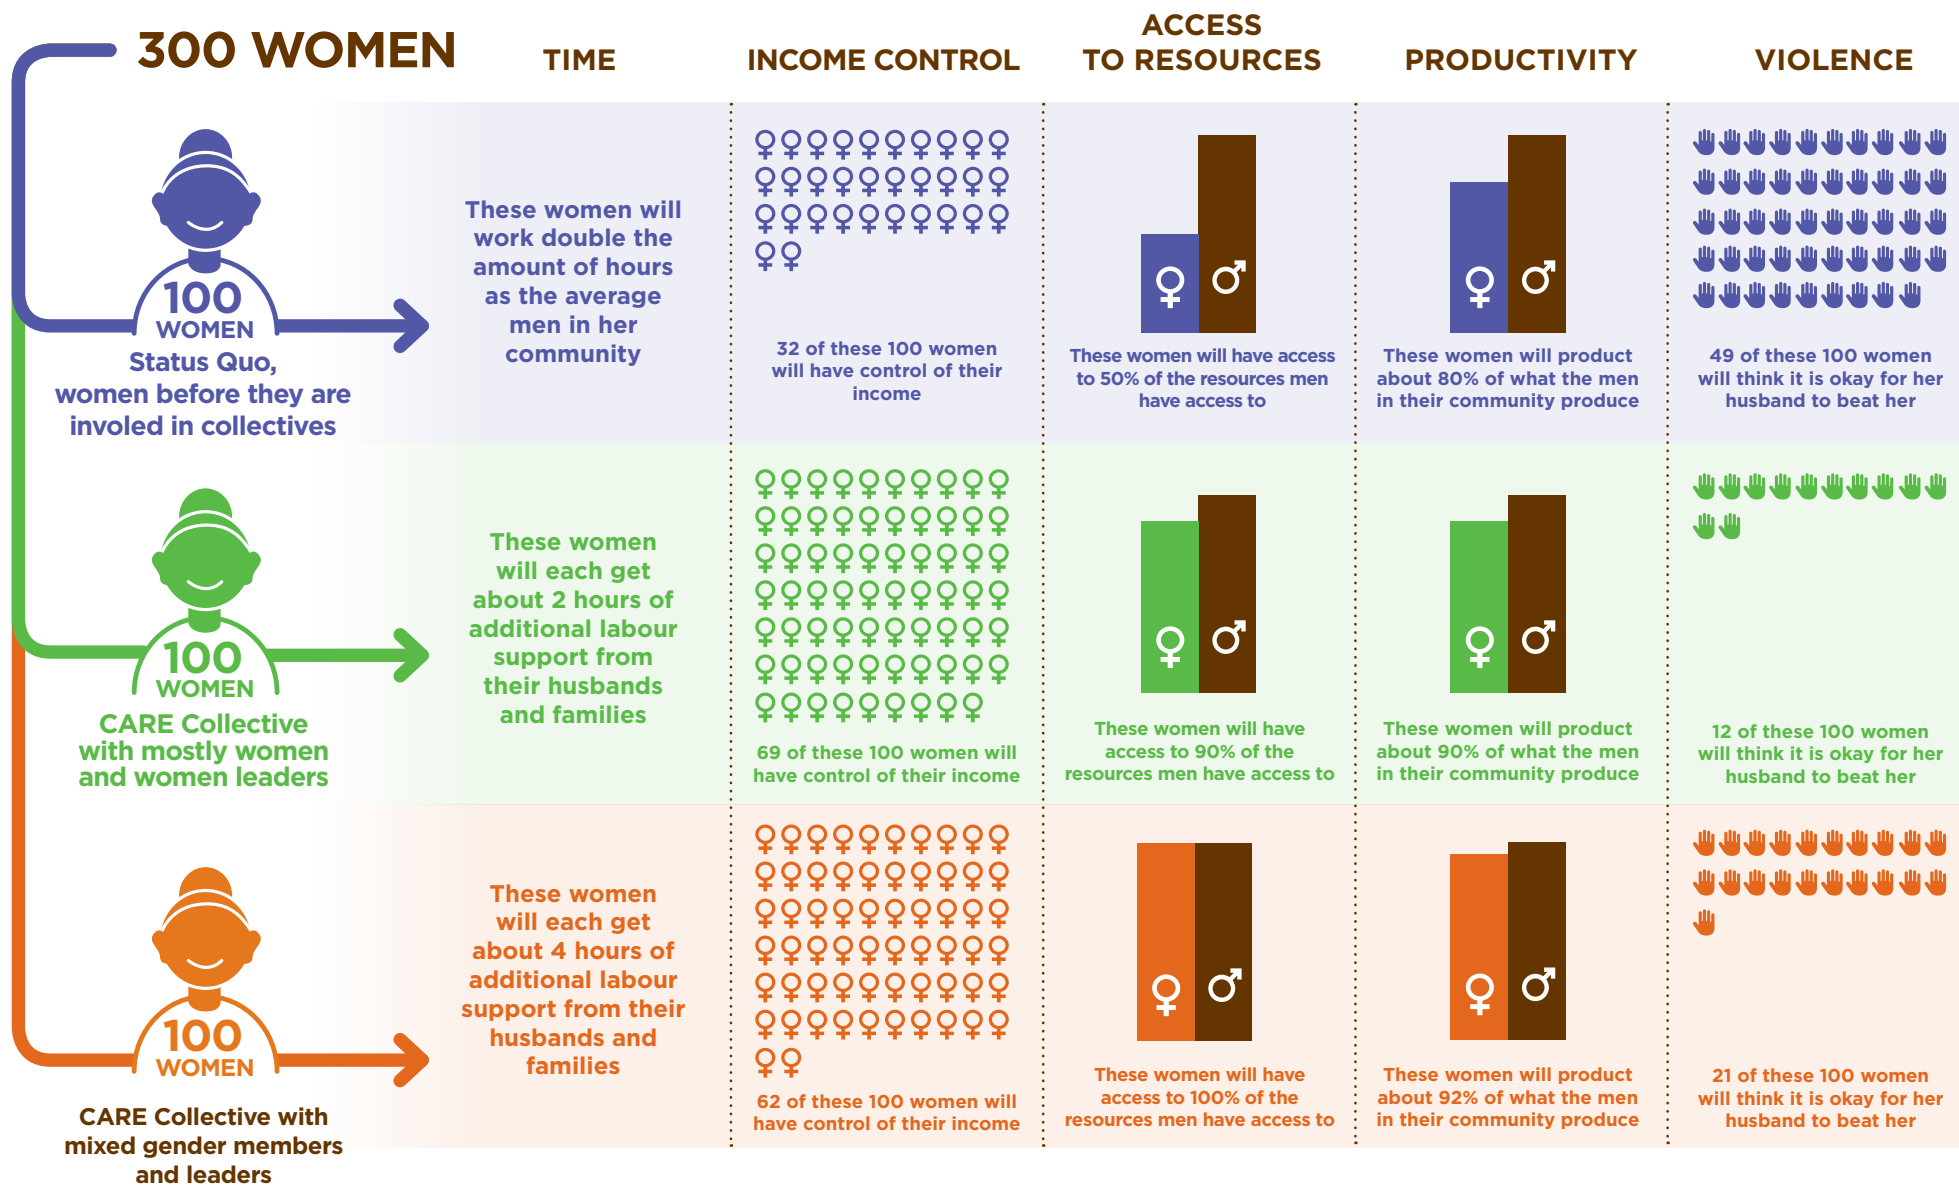 300 WOMEN
TIME
INCOME CONTROL
ACCESS
TO RESOURCES
PRODUCTIVITY
VIOLENCE
100
WOMEN
Status Quo,
women before they are
involed in collectives
These women will
work double the
amount of hours
as the average
men in her
community
32 of these 100 women
will have control of their
income
These women will have access
to 50% of the resources men
have access to
These women will product
about 80% of what the men
in their community produce
49 of these 100 women
will think it is okay for her
husband to beat her
100
WOMEN
CARE Collective
with mostly women
and women leaders
These women
will each get
about 2 hours of
additional labour
support from
their husbands
and families
69 of these 100 women will
have control of their income
These women will have
access to 90% of the
resources men have access to
These women will product
about 90% of what the men
in their community produce
12 of these 100 women
will think it is okay for her
husband to beat her
100
WOMEN
CARE Collective with
mixed gender members
and leaders
These women
will each get
about 4 hours of
additional labour
support from their
husbands and
families
62 of these 100 women will
have control of their income
These women will have
access to 100% of the
resources men have access to
These women will product
about 92% of what the men
in their community produce
21 of these 100 women
will think it is okay for her
husband to beat her